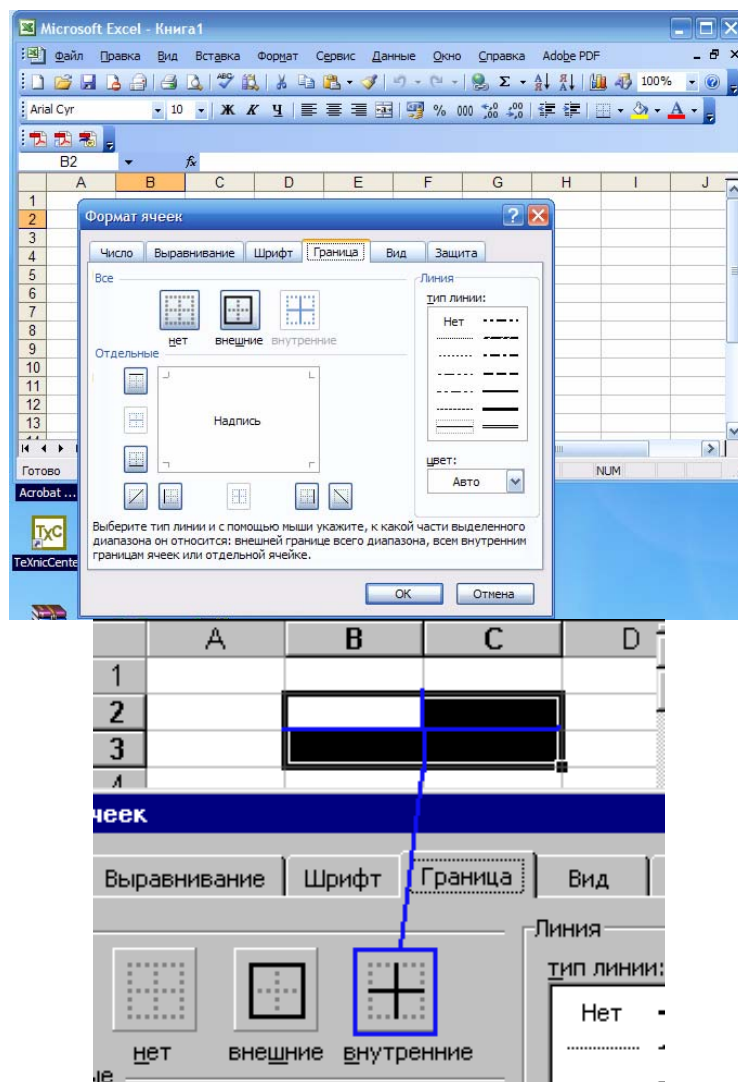 Microsoft Excel - Книга1
Файл Правка Вид Вставка Формат Сервис Данные Окно Справка Adobe PDF
100%
Arial Cyr 10 Ж К Ч % 000
B2 fx
A B C D E F G H I J
1
2
Формат ячеек
3
4
Число Выравнивание Шрифт Граница Вид Защита
5
Все Линия
6
тип линии:
7
Нет
8
нет внешние внутренние
9
Отдельные
10
11
12
Надпись
13
цвет:
Готово NUM
Авто
Acrobat ...
Выберите тип линии и с помощью мыши укажите, к какой части выделенного
диапазона он относится: внешней границе всего диапазона, всем внутренним
границам ячеек или отдельной ячейке.
TXC
TeXnicCente
ОК Отмена
A B C D
1
2
3
4
чеек
Выравнивание Шрифт Граница Вид
Линия
тип линии:
Нет
нет внешние внутренние
ые